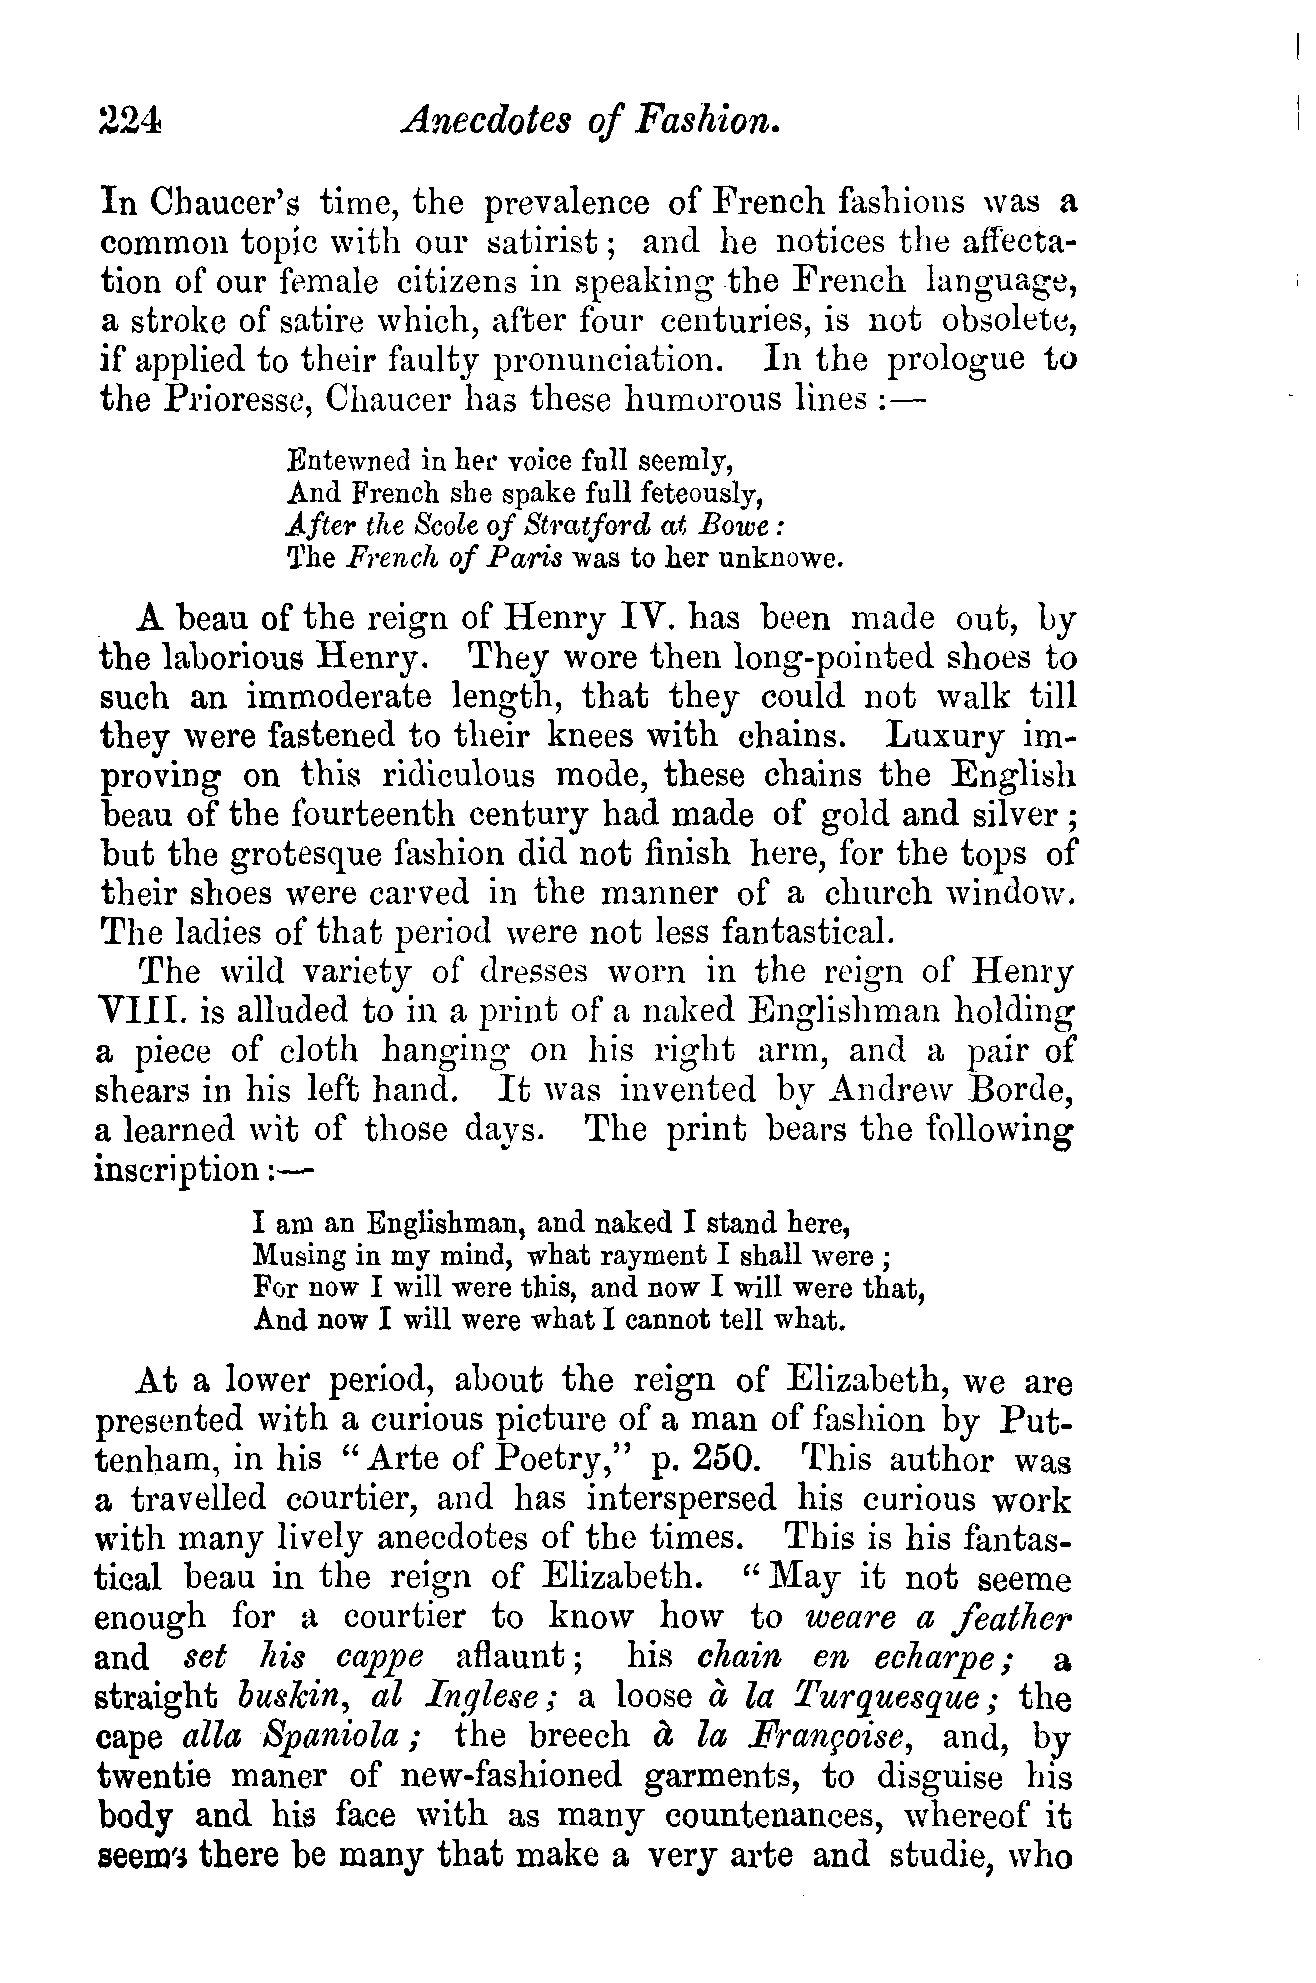 224 Anecdotes of Fashion.
In Chaucer's time, the prevalence of French fashions was a
common topic with our satirist; and he notices the affecta-
tion of our female citizens in speaking the French language,
a stroke of satire which, after four centuries, is not obsolete,
if applied to their faulty pronunciation. In the prologue to
the Prioresse, Chaucer has these humorous lines:—
Entewned in her voice full seemly,
And French she spake full feteously,
After the Scole of Stratford at Bowe:
The French of Paris was to her unknowe.
A beau of the reign of Henry IV. has been made out, by
the laborious Henry. They wore then long-pointed shoes to
such an immoderate length, that they could not walk till
they were fastened to their knees with chains. Luxury im-
proving on this ridiculous mode, these chains the English
beau of the fourteenth century had made of gold and silver;
but the grotesque fashion did not finish here, for the tops of
their shoes were carved in the manner of a church window.
The ladies of that period were not less fantastical.
The wild variety of dresses worn in the reign of Henry
VIII. is alluded to in a print of a naked Englishman holding
a piece of cloth hanging on his right arm, and a pair of
shears in his left hand. It was invented by Andrew Borde,
a learned wit of those days. The print bears the following
inscription:—
I am an Englishman, and naked I stand here,
Musing in my mind, what rayment I shall were;
For now I will were this, and now I will were that,
And now I will were what I cannot tell what.
At a lower period, about the reign of Elizabeth, we are
presented with a curious picture of a man of fashion by Put-
tenham, in his "Arte of Poetry," p. 250. This author was
a travelled courtier, and has interspersed his curious work
with many lively anecdotes of the times. This is his fantas-
tical beau in the reign of Elizabeth. "May it not seeme
enough for a courtier to know how to weare a feather
and set his cappe aflaunt; his chain en echarpe; a
straight buskin, al Inglese; a loose à la Turquesque; the
cape alla Spaniola; the breech à la Françoise, and, by
twentie maner of new-fashioned garments, to disguise his
body and his face with as many countenances, whereof it
seems there be many that make a very arte and studie, who